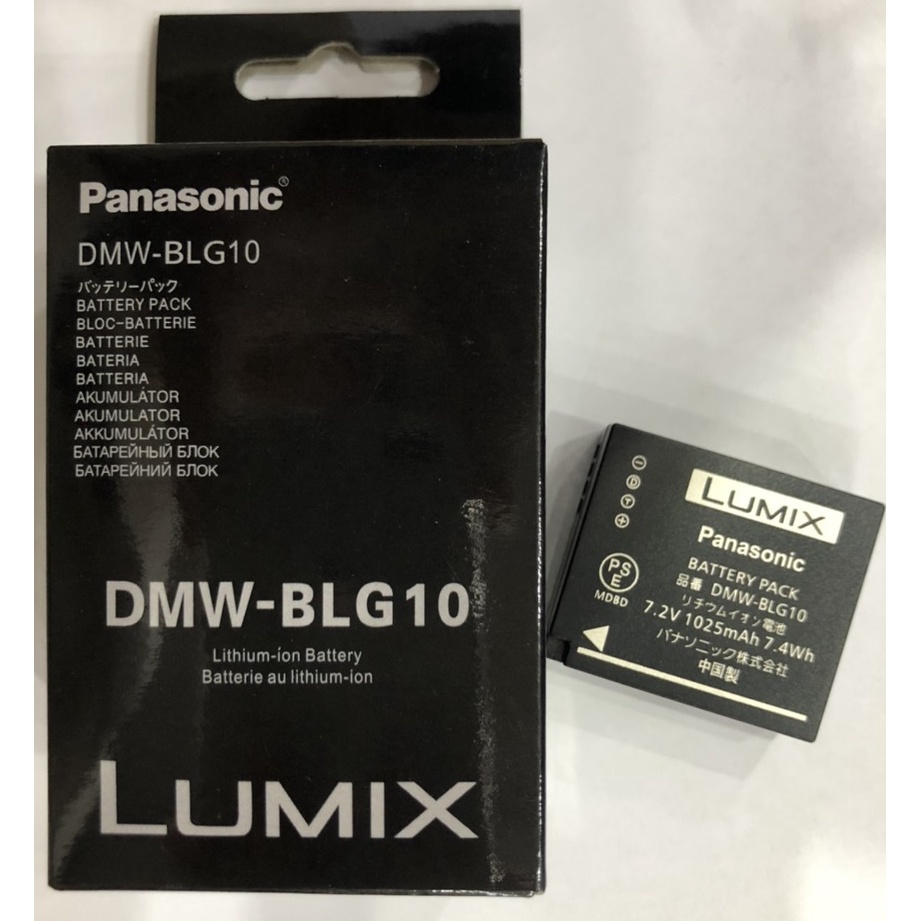 Panasonic®
DMW-BLG10
バッテリーパック
BATTERY PACK
BLOC-BATTERIE
BATTERIE
BATERIA
BATTERIA
AKUMULÁTOR
AKUMULATOR
AKKUMULÁTOR
БАТАРЕЙНЫЙ БЛОК
БАТАРЕЙНИЙ БЛОК
DMW-BLG10
Lithium-ion Battery
Batterie au lithium-ion
LUMIX
LUMIX
Panasonic
BATTERY PACK
品番 DMW-BLG10
リチウムイオン電池
7.2V 1025mAh 7.4Wh
パナソニック株式会社
中国製
− D T +
PSE
MDBD